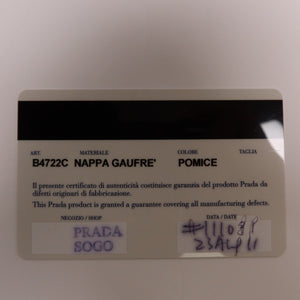 ART. MATERIALE COLORE TAGLIA
B4722C NAPPA GAUFRE' POMICE
Il presente certificato di autenticità costituisce garanzia del prodotto Prada da
difetti originari di fabbricazione.
This Prada product is granted a guarantee covering all manufacturing defects.
NEGOZIO / SHOP DATA / DATE
PRADA
SOGO